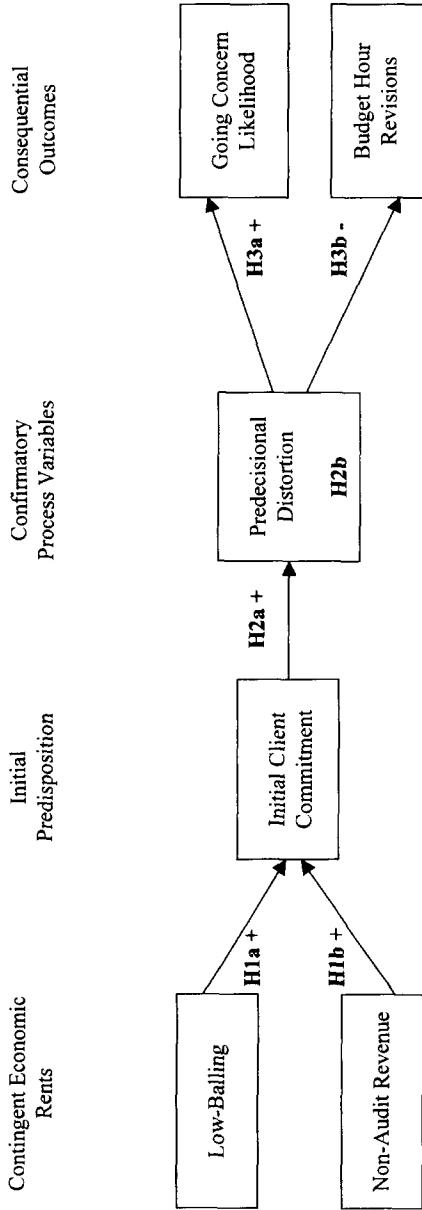 Contingent Economic
Rents
Initial
Predisposition
Confirmatory
Process Variables
Consequential
Outcomes
Low-Balling
Non-Audit Revenue
H1a +
H1b +
Initial Client
Commitment
H2a +
Predecisional
Distortion
H2b
H3a +
H3b -
Going Concern
Likelihood
Budget Hour
Revisions